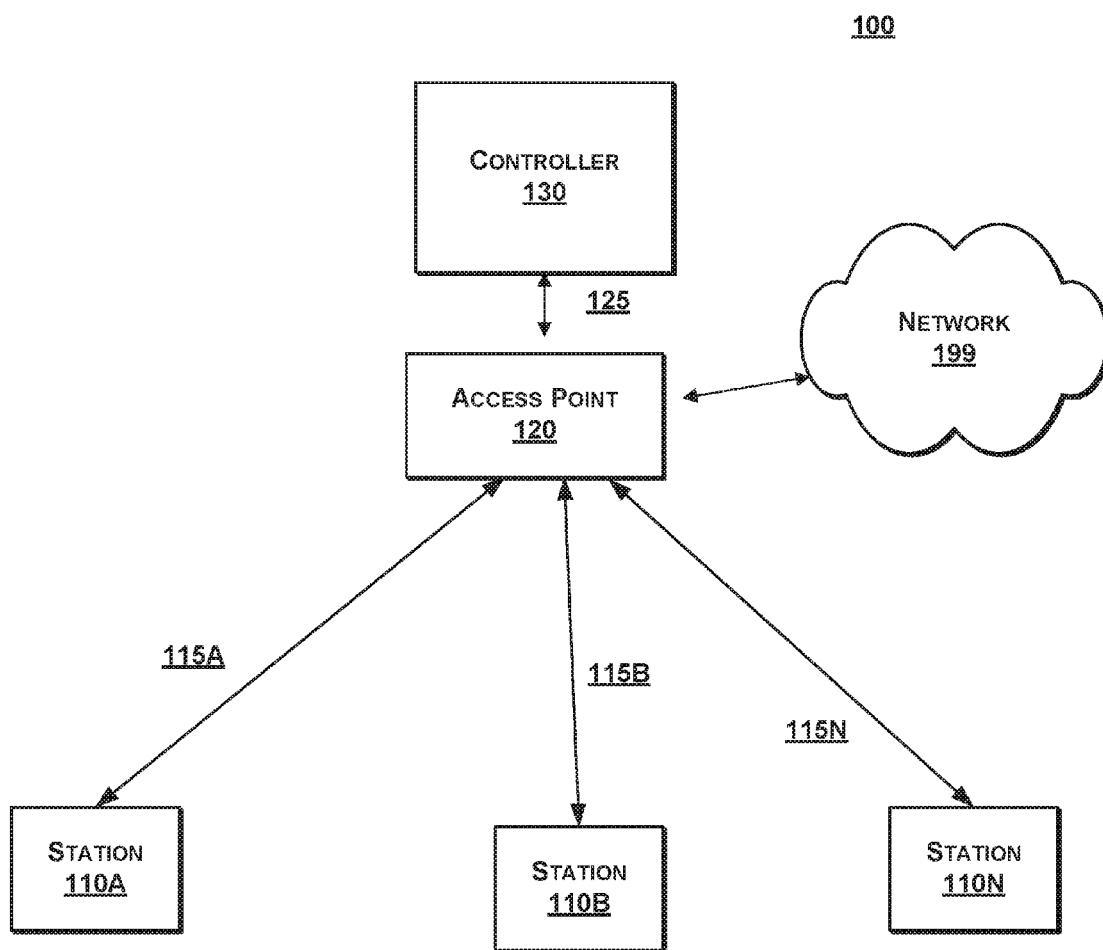 100
CONTROLLER
130
125
NETWORK
199
ACCESS POINT
120
115A
115B
115N
STATION
110A
STATION
110B
STATION
110N